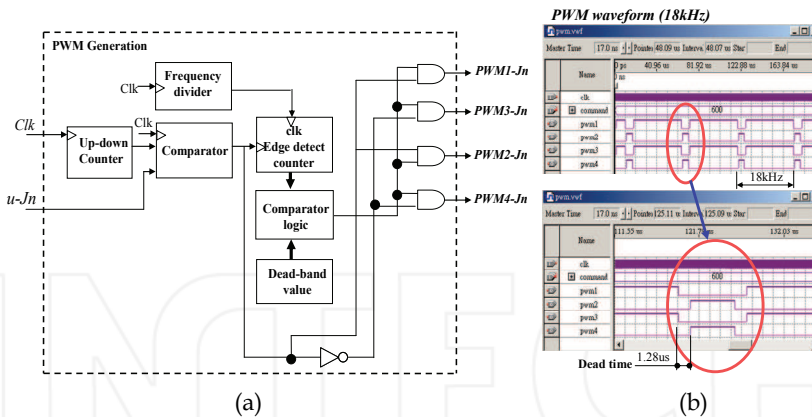 PWM Generation
Clk
Frequency
divider
PWM1-Jn
PWM3-Jn
PWM2-Jn
PWM4-Jn
Clk
Clk
Up-down
Counter
Comparator
clk
Edge detect
counter
u-Jn
Comparator
logic
Dead-band
value
(a)
PWM waveform (18kHz)
pwm.vwf
Master Time: 17.0 ns Pointer: 48.09 us Interval: 48.07 us Start: End:
0 ps 40.96 us 81.92 us 122.88 us 163.84 us
Name
clk
command 600
pwm1
pwm2
pwm3
pwm4
18kHz
pwm.vwf
Master Time: 17.0 ns Pointer: 125.11 us Interval: 125.09 us Start: End:
111.55 us 132.03 us
Name
clk
command 600
pwm1
pwm2
pwm3
pwm4
Dead time 1.28us
(b)